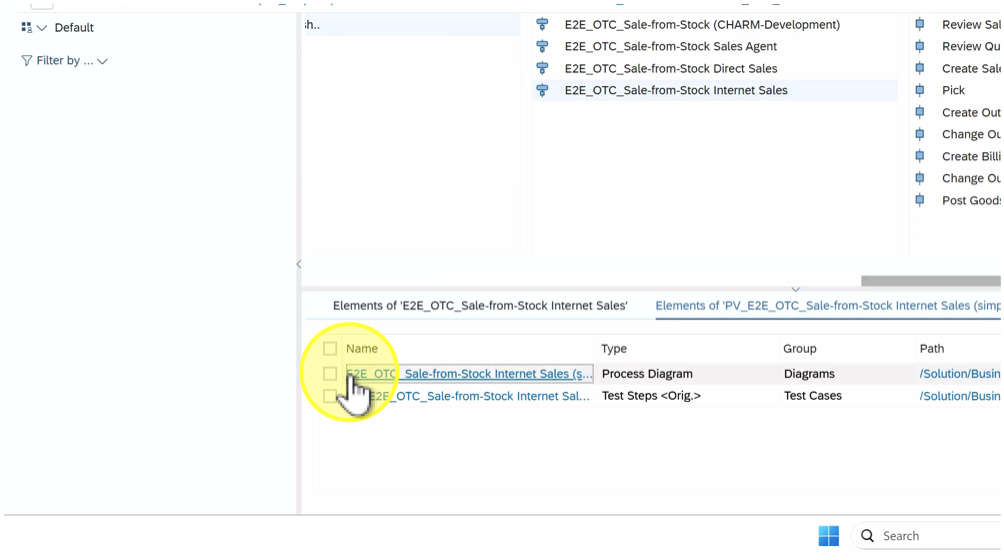 Default
Filter by ...
sh..
E2E_OTC_Sale-from-Stock (CHARM-Development)
E2E_OTC_Sale-from-Stock Sales Agent
E2E_OTC_Sale-from-Stock Direct Sales
E2E_OTC_Sale-from-Stock Internet Sales
Review Sal
Review Qu
Create Sale
Pick
Create Out
Change Ou
Create Billi
Change Ou
Post Goods
Elements of 'E2E_OTC_Sale-from-Stock Internet Sales'
Elements of 'PV_E2E_OTC_Sale-from-Stock Internet Sales (simp
Name Type Group Path
E2E_OTC_Sale-from-Stock Internet Sales (s... Process Diagram Diagrams /Solution/Busin
E2E_OTC_Sale-from-Stock Internet Sal... Test Steps <Orig.> Test Cases /Solution/Busin
Search